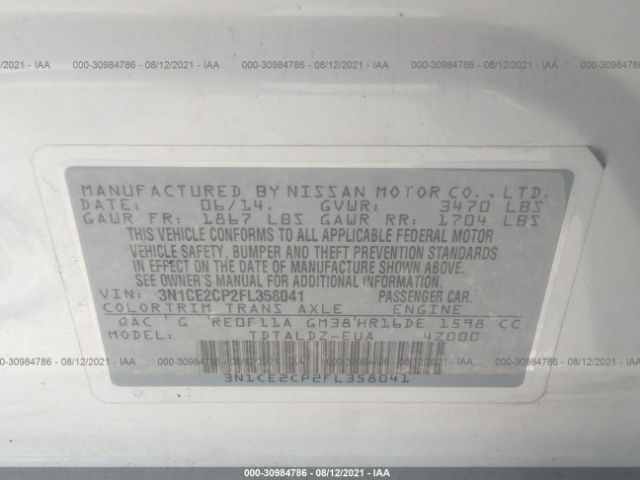 000-30984786 - 08/12/2021 - IAA 000-30984786 - 08/12/2021 - IAA 000-30984786 - 08/12/2021 - IAA
MANUFACTURED BY NISSAN MOTOR CO., LTD.
DATE: 06/14. GVWR: 3470 LBS
GAWR FR: 1867 LBS GAWR RR: 1704 LBS
THIS VEHICLE CONFORMS TO ALL APPLICABLE FEDERAL MOTOR
VEHICLE SAFETY, BUMPER AND THEFT PREVENTION STANDARDS
IN EFFECT ON THE DATE OF MANUFACTURE SHOWN ABOVE.
SEE OWNER'S MANUAL FOR ADDITIONAL INFORMATION.
VIN: 3N1CE2CP2FL358041 PASSENGER CAR.
COLOR TRIM TRANS AXLE ENGINE
QAC ' G 'RE0F11A GM38'HR16DE 1598 CC
MODEL: TDTALDZ-EUA 4Z000
3N1CE2CP2FL358041
000-30984786 - 08/12/2021 - IAA 000-30984786 - 08/12/2021 - IAA 000-30984786 - 08/12/2021 - IAA
000-30984786 - 08/12/2021 - IAA